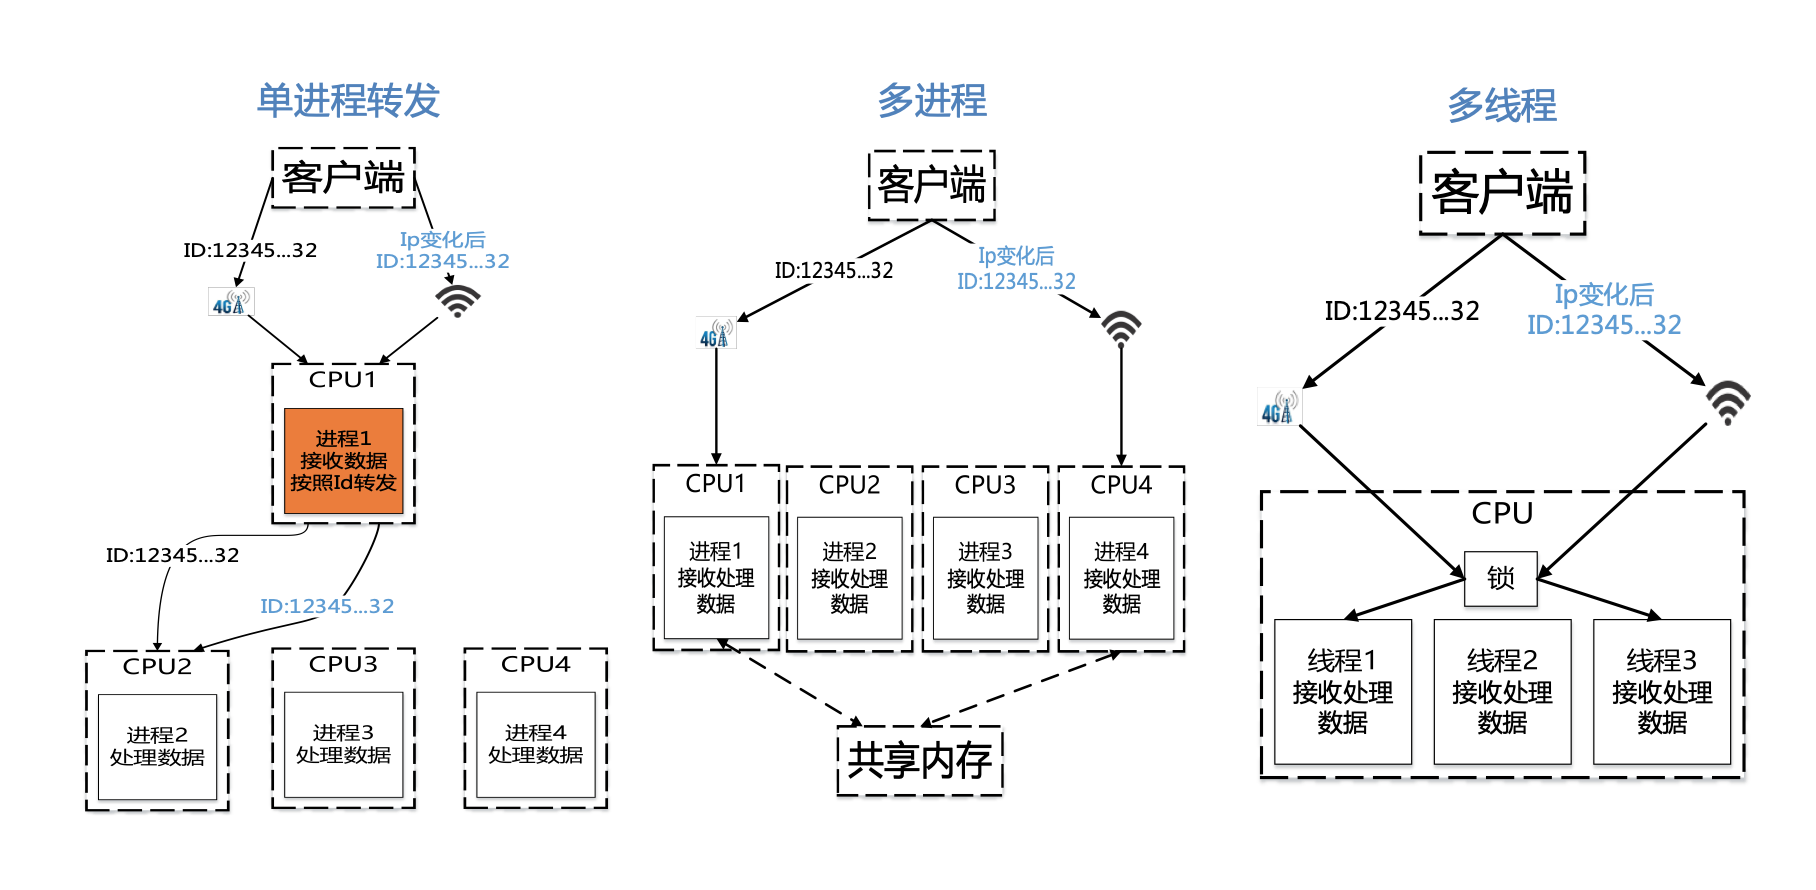 单进程转发
客户端
ID:12345...32
Ip变化后
ID:12345...32
4G
CPU1
进程1
接收数据
按照Id转发
ID:12345...32
ID:12345...32
CPU2
进程2
处理数据
CPU3
进程3
处理数据
CPU4
进程4
处理数据
多进程
客户端
ID:12345...32
Ip变化后
ID:12345...32
4G
CPU1
进程1
接收处理
数据
CPU2
进程2
接收处理
数据
CPU3
进程3
接收处理
数据
CPU4
进程4
接收处理
数据
共享内存
多线程
客户端
ID:12345...32
Ip变化后
ID:12345...32
4G
CPU
锁
线程1
接收处理
数据
线程2
接收处理
数据
线程3
接收处理
数据